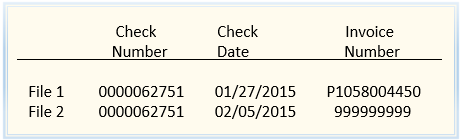 Check Check Invoice
Number Date Number
File 1 0000062751 01/27/2015 P1058004450
File 2 0000062751 02/05/2015 999999999